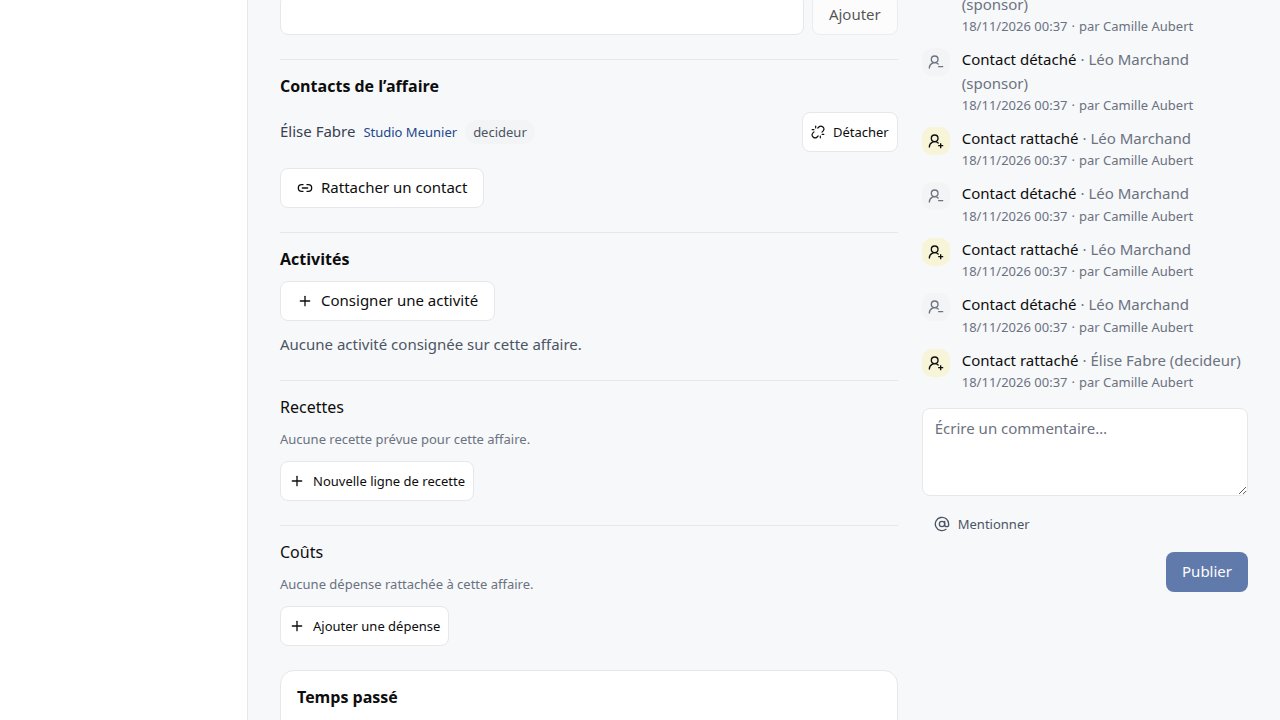 Ajouter
Contacts de l’affaire
Élise Fabre Studio Meunier decideur
Détacher
Rattacher un contact
Activités
Consigner une activité
Aucune activité consignée sur cette affaire.
Recettes
Aucune recette prévue pour cette affaire.
Nouvelle ligne de recette
Coûts
Aucune dépense rattachée à cette affaire.
Ajouter une dépense
Temps passé
(sponsor)
18/11/2026 00:37 · par Camille Aubert
Contact détaché · Léo Marchand
(sponsor)
18/11/2026 00:37 · par Camille Aubert
Contact rattaché · Léo Marchand
18/11/2026 00:37 · par Camille Aubert
Contact détaché · Léo Marchand
18/11/2026 00:37 · par Camille Aubert
Contact rattaché · Léo Marchand
18/11/2026 00:37 · par Camille Aubert
Contact détaché · Léo Marchand
18/11/2026 00:37 · par Camille Aubert
Contact rattaché · Élise Fabre (decideur)
18/11/2026 00:37 · par Camille Aubert
Écrire un commentaire…
Mentionner
Publier